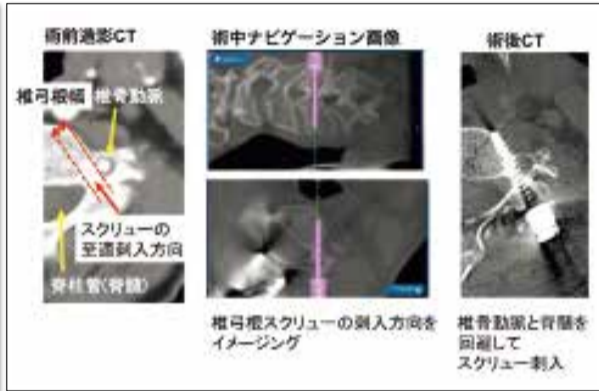 術前造影CT
椎弓根幅
椎骨動脈
スクリューの
至適刺入方向
脊柱管(脊髄)
術中ナビゲーション画像
椎弓根スクリューの刺入方向を
イメージング
術後CT
椎骨動脈と脊髄を
回避して
スクリュー刺入